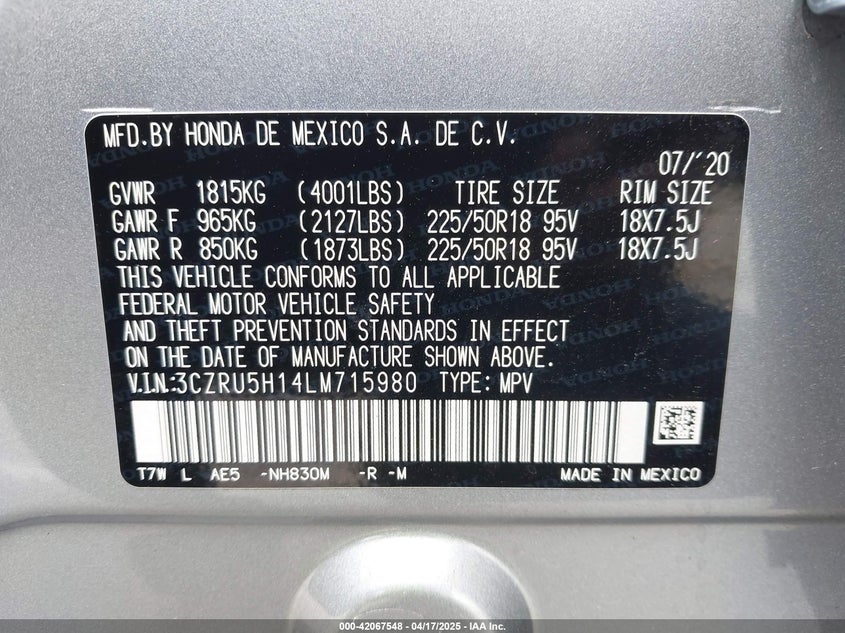 MFD.BY HONDA DE MEXICO S.A. DE C.V.
07/'20
GVWR 1815KG (4001LBS) TIRE SIZE RIM SIZE
GAWR F 965KG (2127LBS) 225/50R18 95V 18X7.5J
GAWR R 850KG (1873LBS) 225/50R18 95V 18X7.5J
THIS VEHICLE CONFORMS TO ALL APPLICABLE
FEDERAL MOTOR VEHICLE SAFETY
AND THEFT PREVENTION STANDARDS IN EFFECT
ON THE DATE OF MANUFACTURE SHOWN ABOVE.
V.I.N.:3CZRU5H14LM715980 TYPE: MPV
T7W L AE5 -NH830M -R -M MADE IN MEXICO
000-42067548 | 04/17/2025 | IAA Inc.